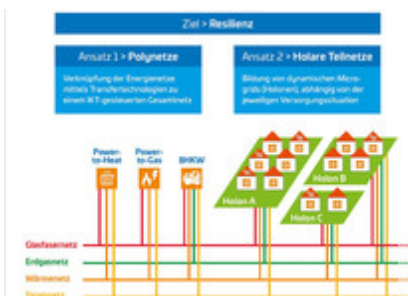 Ziel > Resilienz
Ansatz 1 > Polynetze
Verknüpfung der Energienetze
mittels Transfertechnologien zu
einem IKT-gesteuerten Gesamtnetz
Ansatz 2 > Holare Teilnetze
Bildung von dynamischen Micro-
grids (Holonen), abhängig von der
jeweiligen Versorgungssituation
Power-
to-Heat
Power-
to-Gas
BHKW
Holon A
Holon B
Holon C
Glasfasernetz
Erdgasnetz
Wärmenetz